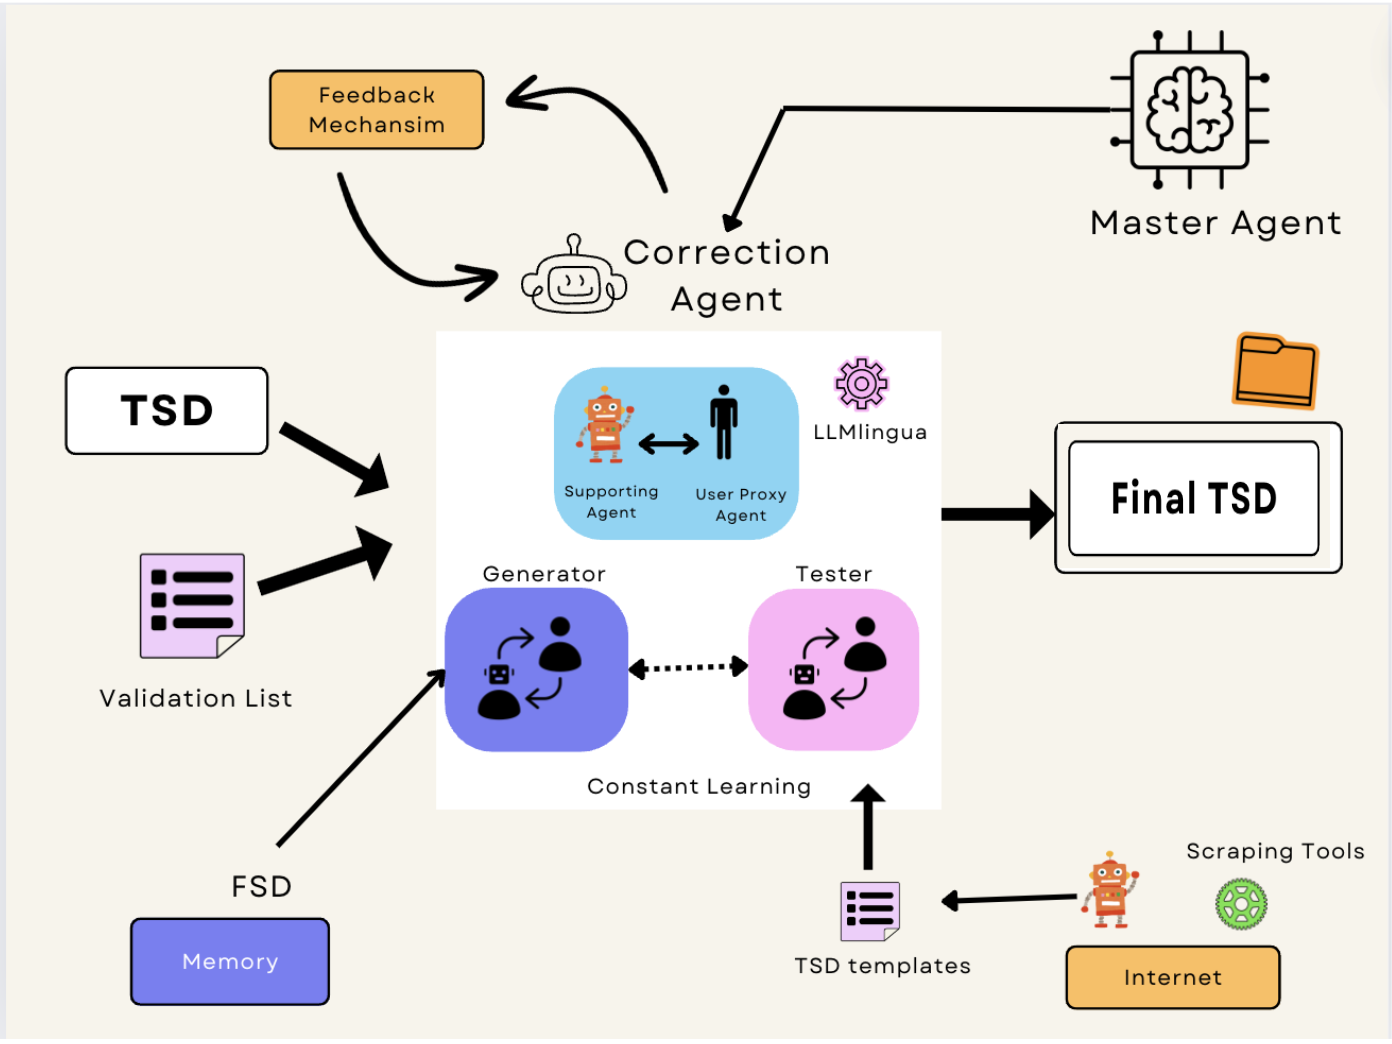 Feedback
Mechansim
Master Agent
Correction
Agent
TSD
LLMlingua
Supporting
Agent
User Proxy
Agent
Final TSD
Generator
Tester
Validation List
Constant Learning
FSD
Memory
Scraping Tools
TSD templates
Internet